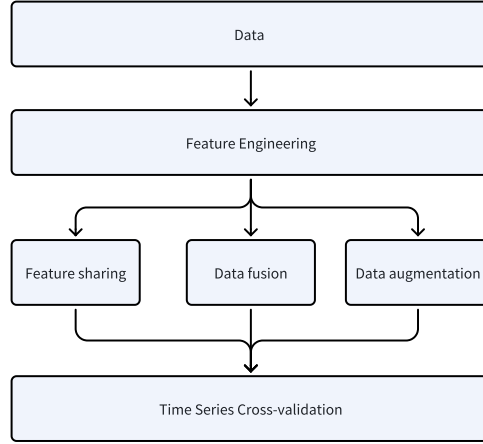 Data
Feature Engineering
Feature sharing
Data fusion
Data augmentation
Time Series Cross-validation